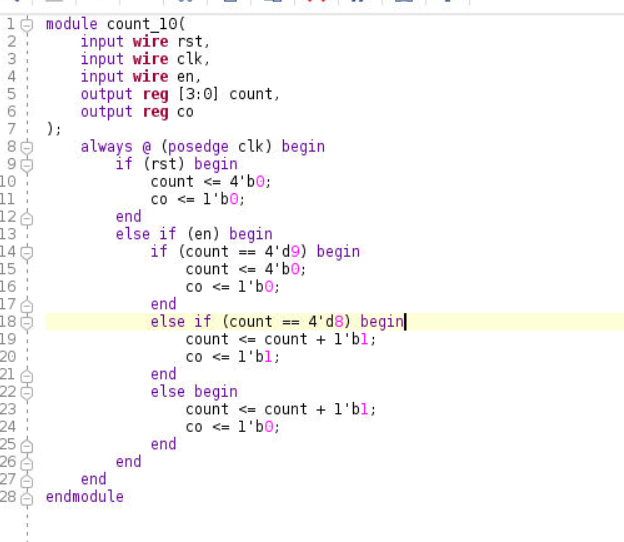 1 module count_10(
2     input wire rst,
3     input wire clk,
4     input wire en,
5     output reg [3:0] count,
6     output reg co
7 );
8     always @ (posedge clk) begin
9         if (rst) begin
10             count <= 4'b0;
11             co <= 1'b0;
12         end
13         else if (en) begin
14             if (count == 4'd9) begin
15                 count <= 4'b0;
16                 co <= 1'b0;
17             end
18             else if (count == 4'd8) begin
19                 count <= count + 1'b1;
20                 co <= 1'b1;
21             end
22             else begin
23                 count <= count + 1'b1;
24                 co <= 1'b0;
25             end
26         end
27     end
28 endmodule